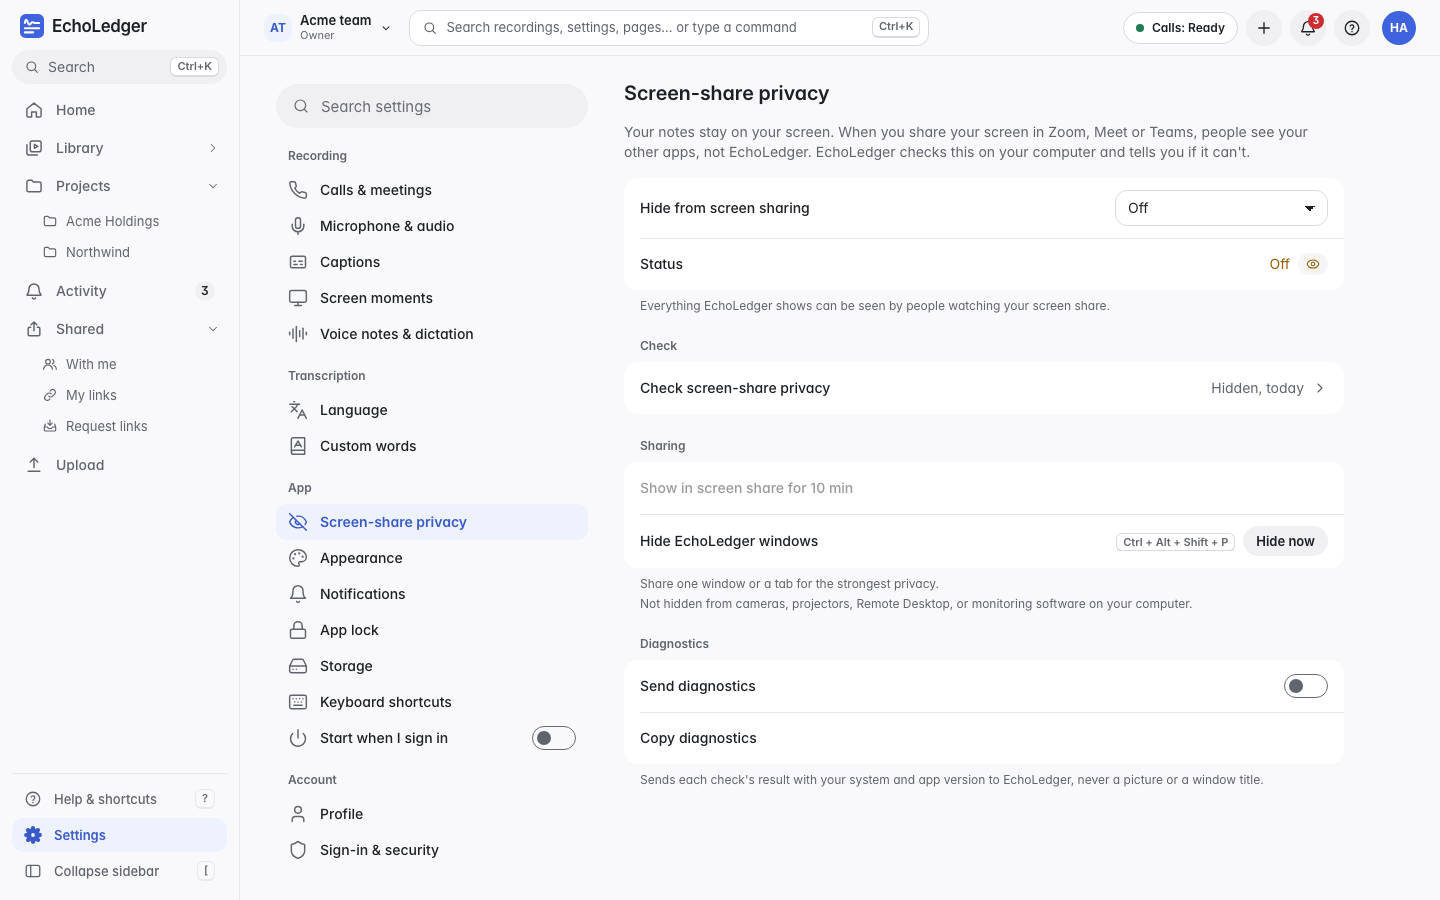 EchoLedger
Search Ctrl+K
Home
Library
Projects
Acme Holdings
Northwind
Activity 3
Shared
With me
My links
Request links
Upload
Help & shortcuts ?
Settings
Collapse sidebar [
AT Acme team
Owner
Search recordings, settings, pages... or type a command Ctrl+K
Calls: Ready
3
HA
Search settings
Recording
Calls & meetings
Microphone & audio
Captions
Screen moments
Voice notes & dictation
Transcription
Language
Custom words
App
Screen-share privacy
Appearance
Notifications
App lock
Storage
Keyboard shortcuts
Start when I sign in
Account
Profile
Sign-in & security
Screen-share privacy
Your notes stay on your screen. When you share your screen in Zoom, Meet or Teams, people see your
other apps, not EchoLedger. EchoLedger checks this on your computer and tells you if it can't.
Hide from screen sharing Off
Status Off
Everything EchoLedger shows can be seen by people watching your screen share.
Check
Check screen-share privacy Hidden, today
Sharing
Show in screen share for 10 min
Hide EchoLedger windows Ctrl + Alt + Shift + P Hide now
Share one window or a tab for the strongest privacy.
Not hidden from cameras, projectors, Remote Desktop, or monitoring software on your computer.
Diagnostics
Send diagnostics
Copy diagnostics
Sends each check's result with your system and app version to EchoLedger, never a picture or a window title.